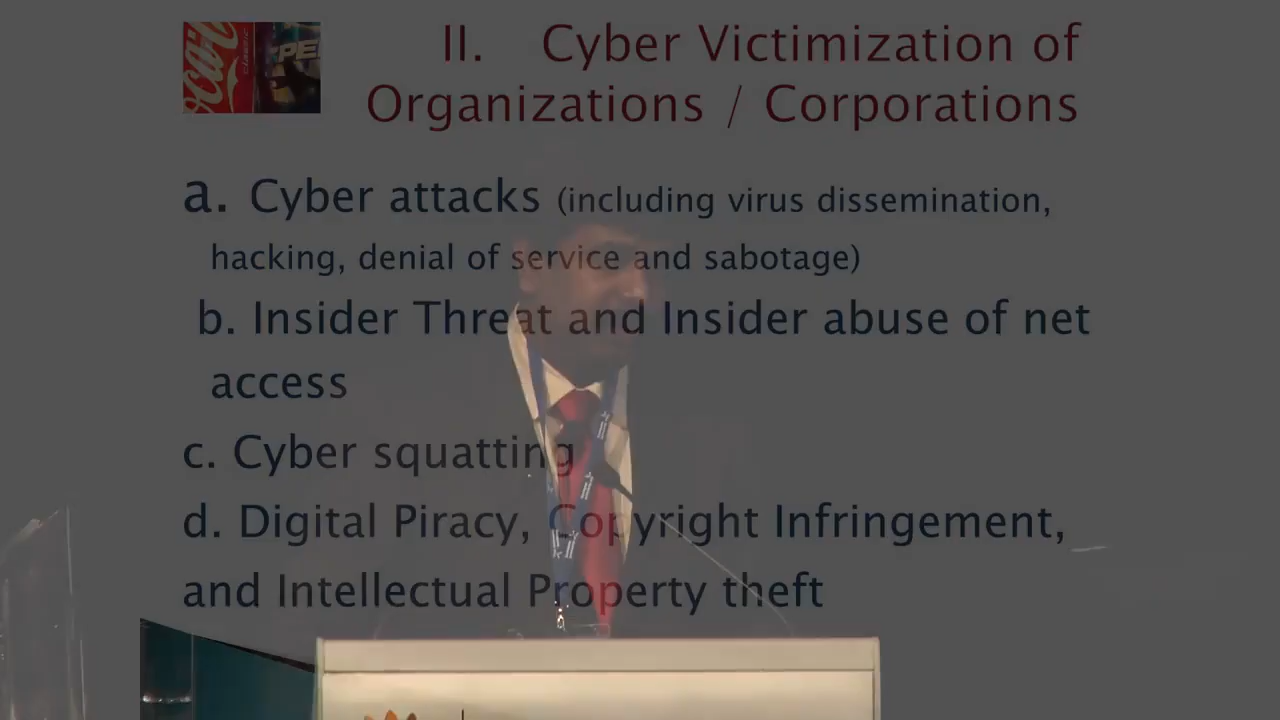 II. Cyber Victimization of
Organizations / Corporations
a. Cyber attacks (including virus dissemination,
hacking, denial of service and sabotage)
b. Insider Threat and Insider abuse of net
access
c. Cyber squatting
d. Digital Piracy, Copyright Infringement,
and Intellectual Property theft